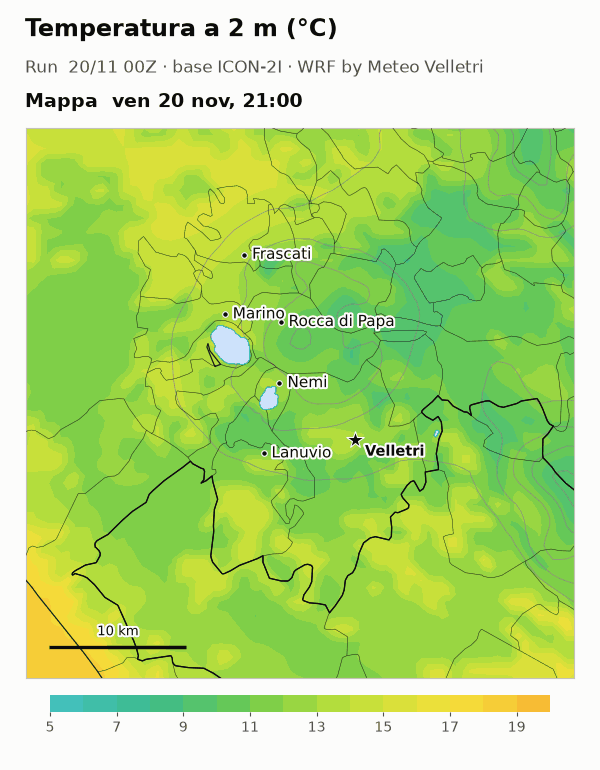 Temperatura a 2 m (°C)
Run  20/11 00Z · base ICON-2I · WRF by Meteo Velletri
Mappa  ven 20 nov, 21:00
Frascati
Marino
Rocca di Papa
Nemi
Velletri
Lanuvio
10 km
5 7 9 11 13 15 17 19